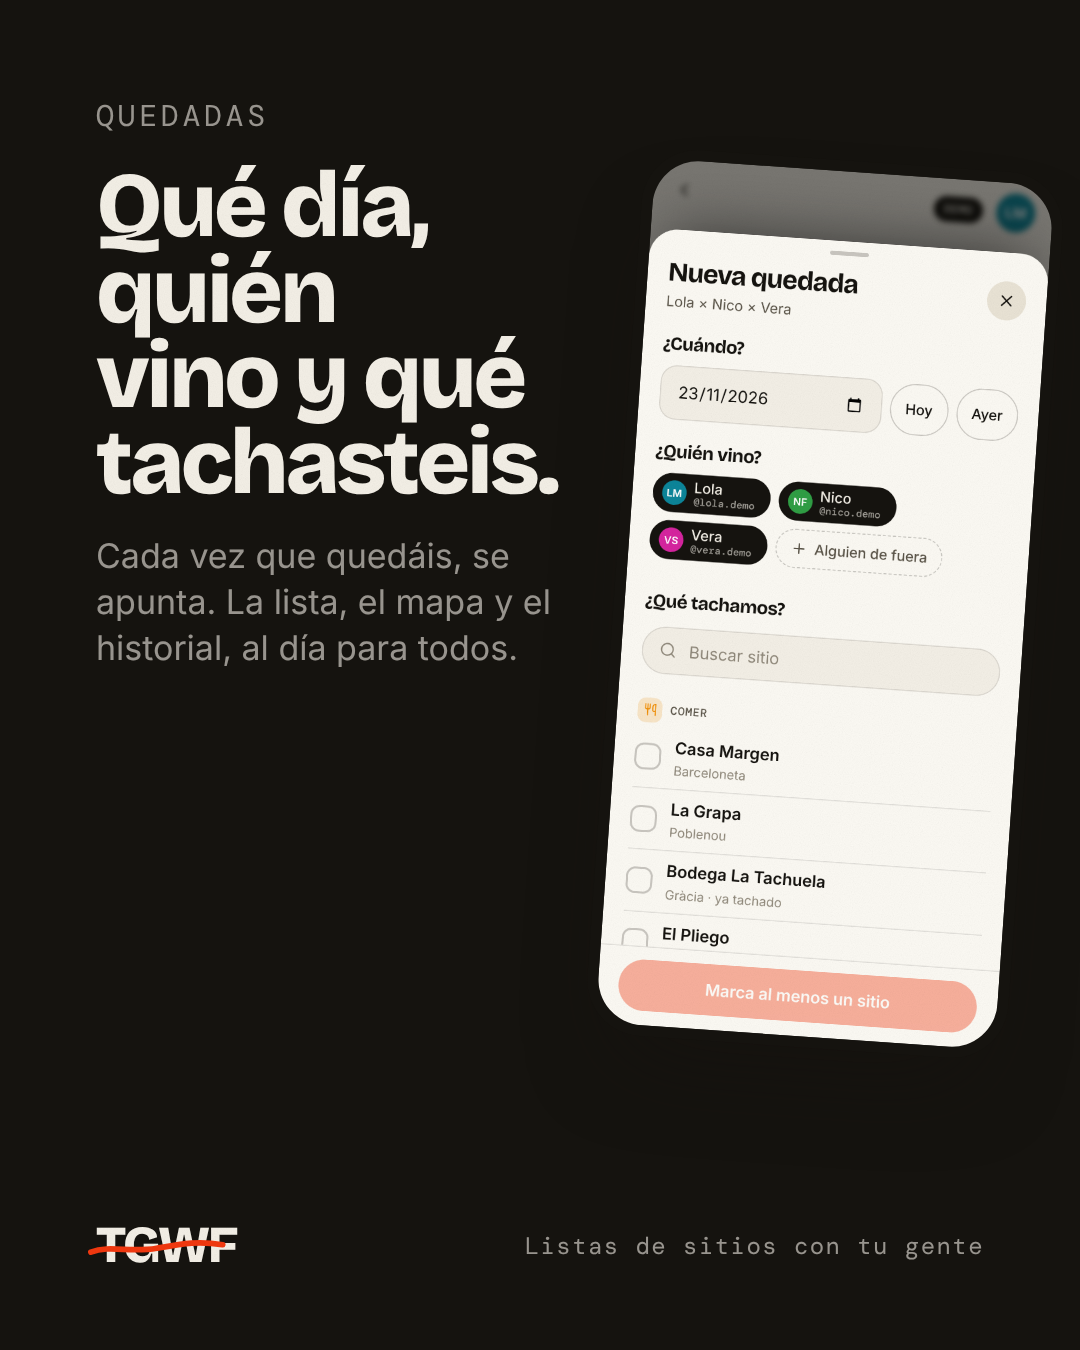 QUEDADAS
Qué día,
quién
vino y qué
tachasteis.
Cada vez que quedáis, se
apunta. La lista, el mapa y el
historial, al día para todos.
LM
Nueva quedada
Lola × Nico × Vera
¿Cuándo?
23/11/2026
Hoy
Ayer
¿Quién vino?
LM
Lola
@lola.demo
NF
Nico
@nico.demo
VS
Vera
@vera.demo
+ Alguien de fuera
¿Qué tachamos?
Buscar sitio
COMER
Casa Margen
Barceloneta
La Grapa
Poblenou
Bodega La Tachuela
Gràcia · ya tachado
El Pliego
Marca al menos un sitio
TGWF
Listas de sitios con tu gente